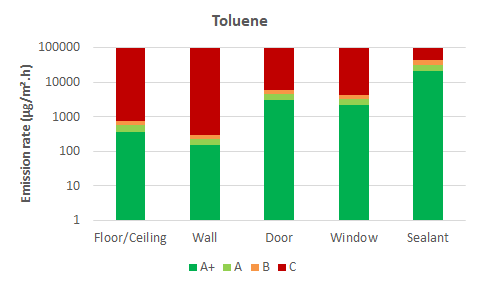 Toluene
Emission rate (µg/m².h)
100000
10000
1000
100
10
1
Floor/Ceiling Wall Door Window Sealant
A+ A B C